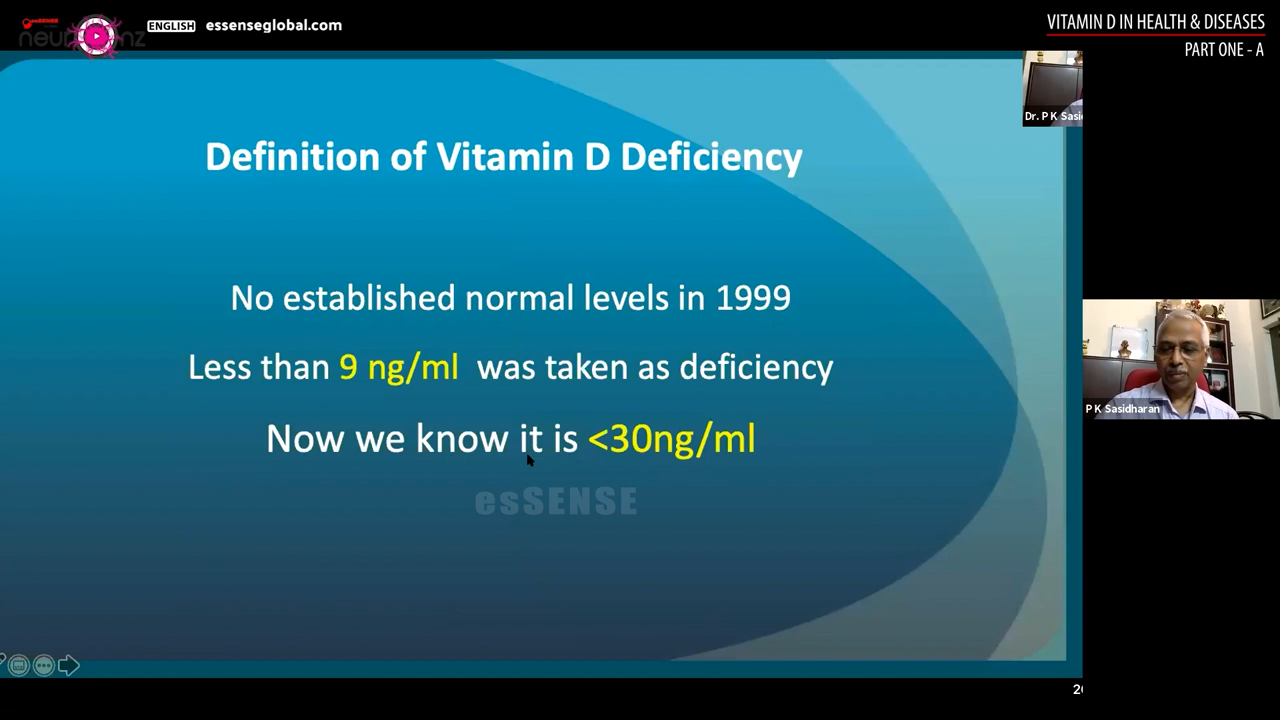 esSENSE
neuronz
ENGLISH
essenseglobal.com
VITAMIN D IN HEALTH & DISEASES
PART ONE - A
Dr. P K Sasi
Definition of Vitamin D Deficiency
No established normal levels in 1999
Less than 9 ng/ml was taken as deficiency
Now we know it is <30ng/ml
esSENSE
P K Sasidharan